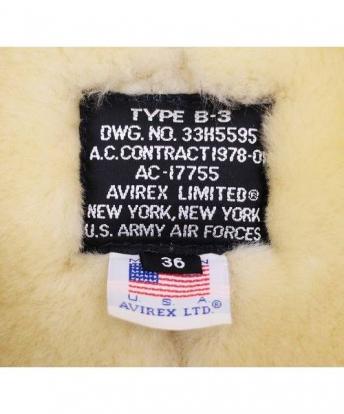 TYPE B-3
DWG. NO. 33H5595
A.C. CONTRACT 1978-01
AC-17755
AVIREX LIMITED®
NEW YORK, NEW YORK
U.S. ARMY AIR FORCES
36
U.S.A
AVIREX LTD.®